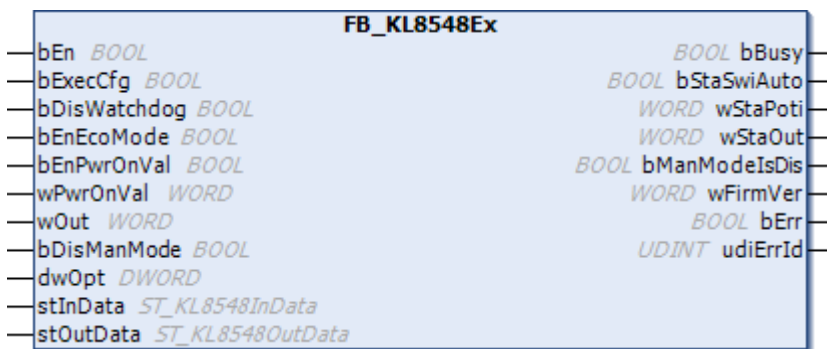 FB_KL8548Ex
bEn BOOL BOOL bBusy
bExecCfg BOOL BOOL bStaSwiAuto
bDisWatchdog BOOL WORD wStaPoti
bEnEcoMode BOOL WORD wStaOut
bEnPwrOnVal BOOL BOOL bManModeIsDis
wPwrOnVal WORD WORD wFirmVer
wOut WORD BOOL bErr
bDisManMode BOOL UDINT udiErrId
dwOpt DWORD
stInData ST_KL8548InData
stOutData ST_KL8548OutData